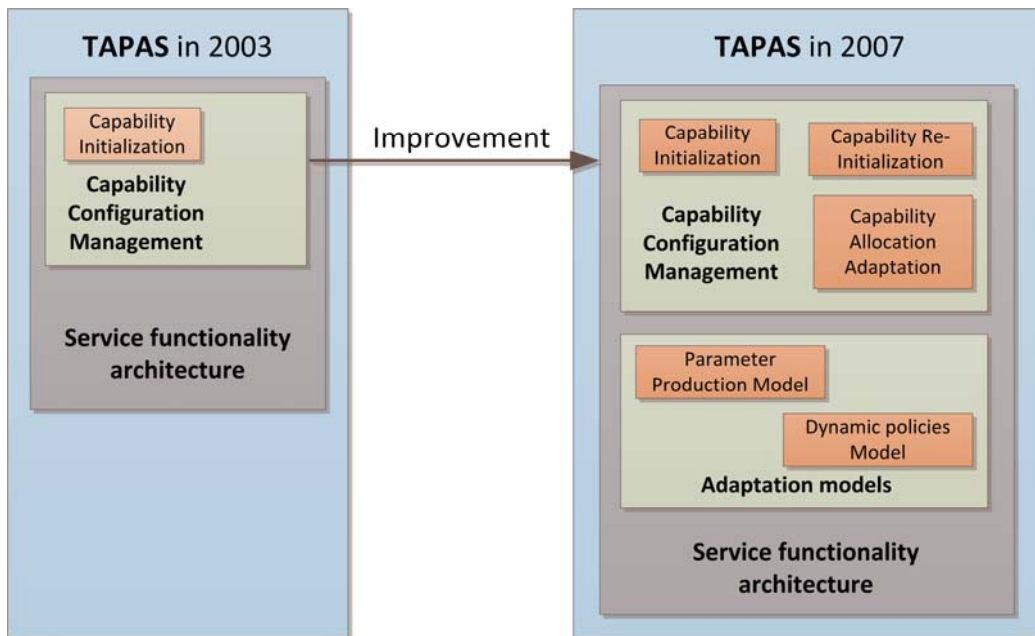 TAPAS in 2003
Capability
Initialization
Capability
Configuration
Management
Service functionality
architecture
Improvement
TAPAS in 2007
Capability
Initialization
Capability Re-
Initialization
Capability
Configuration
Management
Capability
Allocation
Adaptation
Parameter
Production Model
Dynamic policies
Model
Adaptation models
Service functionality
architecture